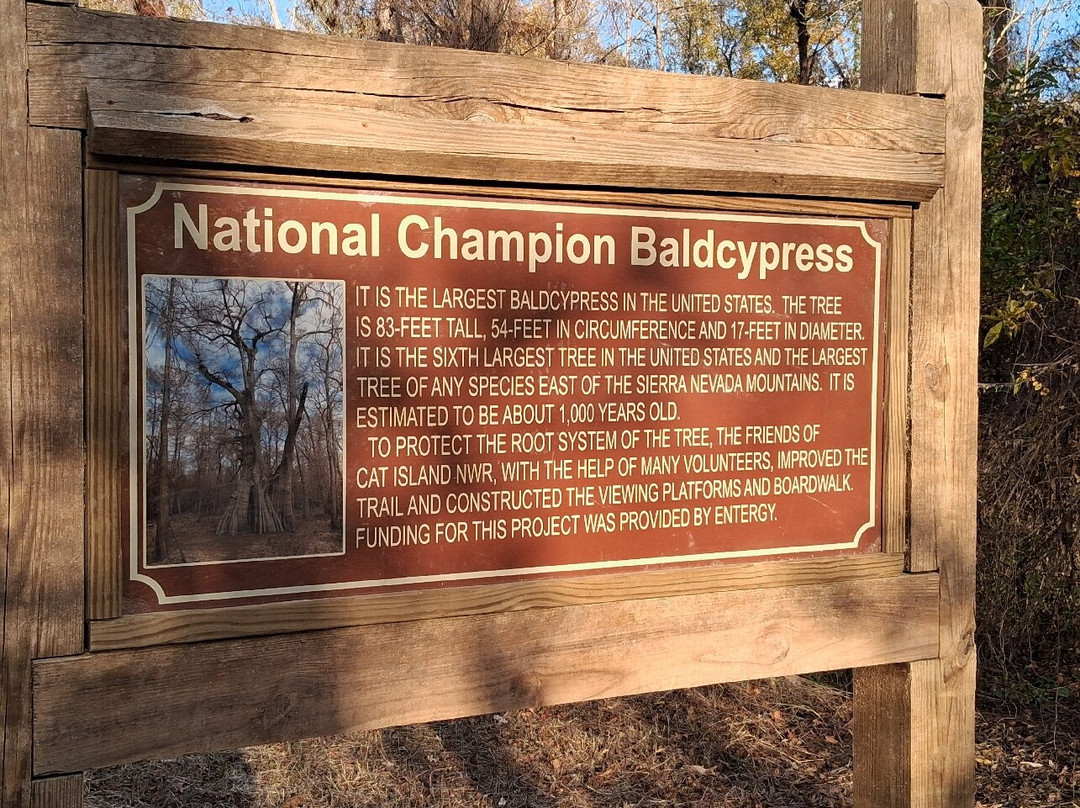 National Champion Baldcypress
IT IS THE LARGEST BALDCYPRESS IN THE UNITED STATES. THE TREE
IS 83-FEET TALL, 54-FEET IN CIRCUMFERENCE AND 17-FEET IN DIAMETER.
IT IS THE SIXTH LARGEST TREE IN THE UNITED STATES AND THE LARGEST
TREE OF ANY SPECIES EAST OF THE SIERRA NEVADA MOUNTAINS. IT IS
ESTIMATED TO BE ABOUT 1,000 YEARS OLD.
TO PROTECT THE ROOT SYSTEM OF THE TREE, THE FRIENDS OF
CAT ISLAND NWR, WITH THE HELP OF MANY VOLUNTEERS, IMPROVED THE
TRAIL AND CONSTRUCTED THE VIEWING PLATFORMS AND BOARDWALK.
FUNDING FOR THIS PROJECT WAS PROVIDED BY ENTERGY.